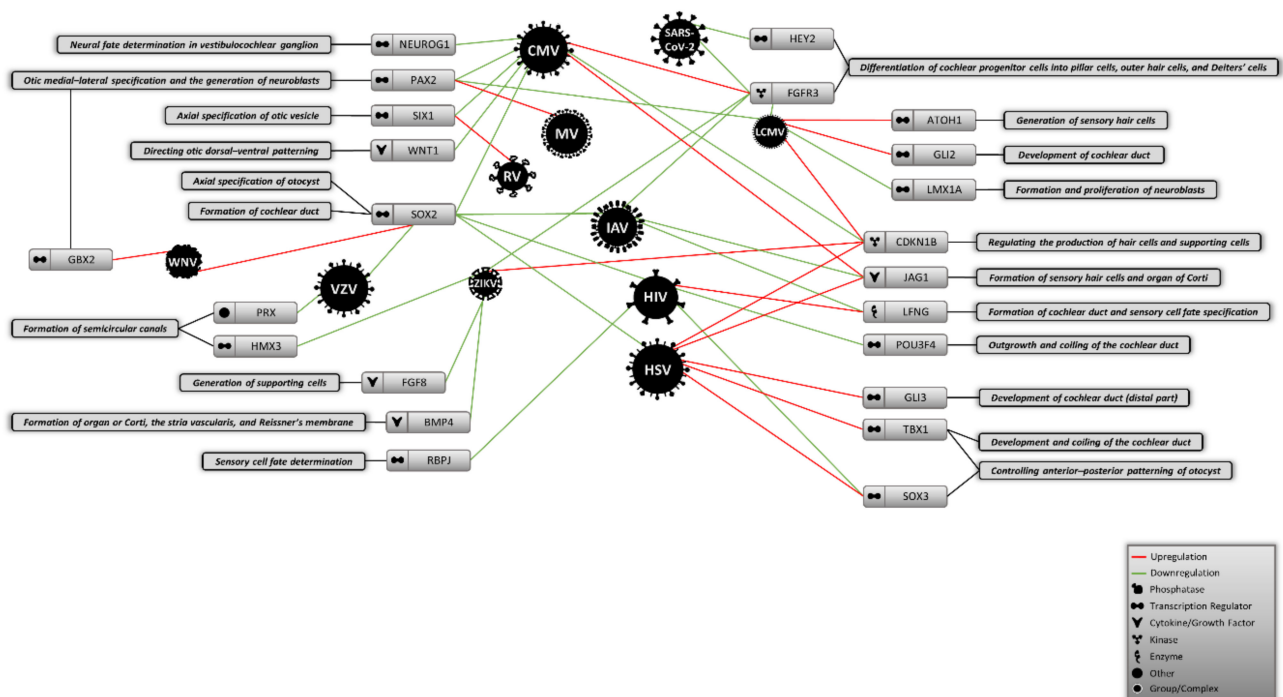 Neural fate determination in vestibulocochlear ganglion
NEUROG1
CMV
SARS-
CoV-2
HEY2
Otic medial–lateral specification and the generation of neuroblasts
PAX2
Differentiation of cochlear progenitor cells into pillar cells, outer hair cells, and Deiters' cells
FGFR3
Axial specification of otic vesicle
SIX1
MV
LCMV
ATOH1
Generation of sensory hair cells
Directing otic dorsal–ventral patterning
WNT1
GLI2
Development of cochlear duct
Axial specification of otocyst
RV
LMX1A
Formation and proliferation of neuroblasts
Formation of cochlear duct
SOX2
IAV
CDKN1B
Regulating the production of hair cells and supporting cells
GBX2
WNV
JAG1
Formation of sensory hair cells and organ of Corti
VZV
ZIKV
HIV
PRX
LFNG
Formation of cochlear duct and sensory cell fate specification
Formation of semicircular canals
HMX3
POU3F4
Outgrowth and coiling of the cochlear duct
HSV
Generation of supporting cells
FGF8
GLI3
Development of cochlear duct (distal part)
Formation of organ or Corti, the stria vascularis, and Reissner's membrane
BMP4
TBX1
Development and coiling of the cochlear duct
Sensory cell fate determination
RBPJ
Controlling anterior–posterior patterning of otocyst
SOX3
Upregulation
Downregulation
Phosphatase
Transcription Regulator
Cytokine/Growth Factor
Kinase
Enzyme
Other
Group/Complex